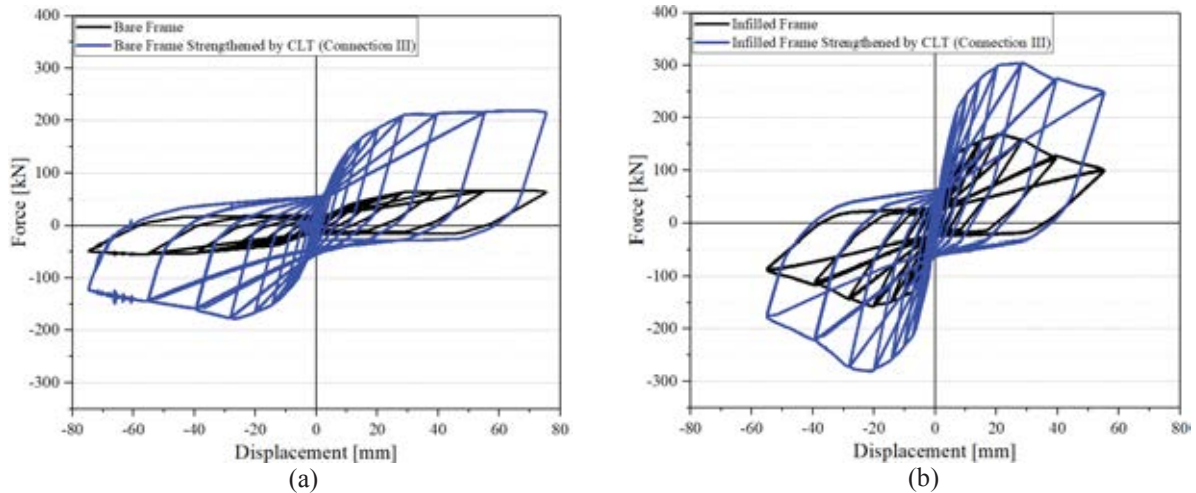 Bare Frame
Bare Frame Strengthened by CLT (Connection III)
400
300
200
100
0
-100
-200
-300
Force [kN]
-80 -60 -40 -20 0 20 40 60 80
Displacement [mm]
(a)
Infilled Frame
Infilled Frame Strengthened by CLT (Connection III)
400
300
200
100
0
-100
-200
-300
Force [kN]
-80 -60 -40 -20 0 20 40 60 80
Displacement [mm]
(b)